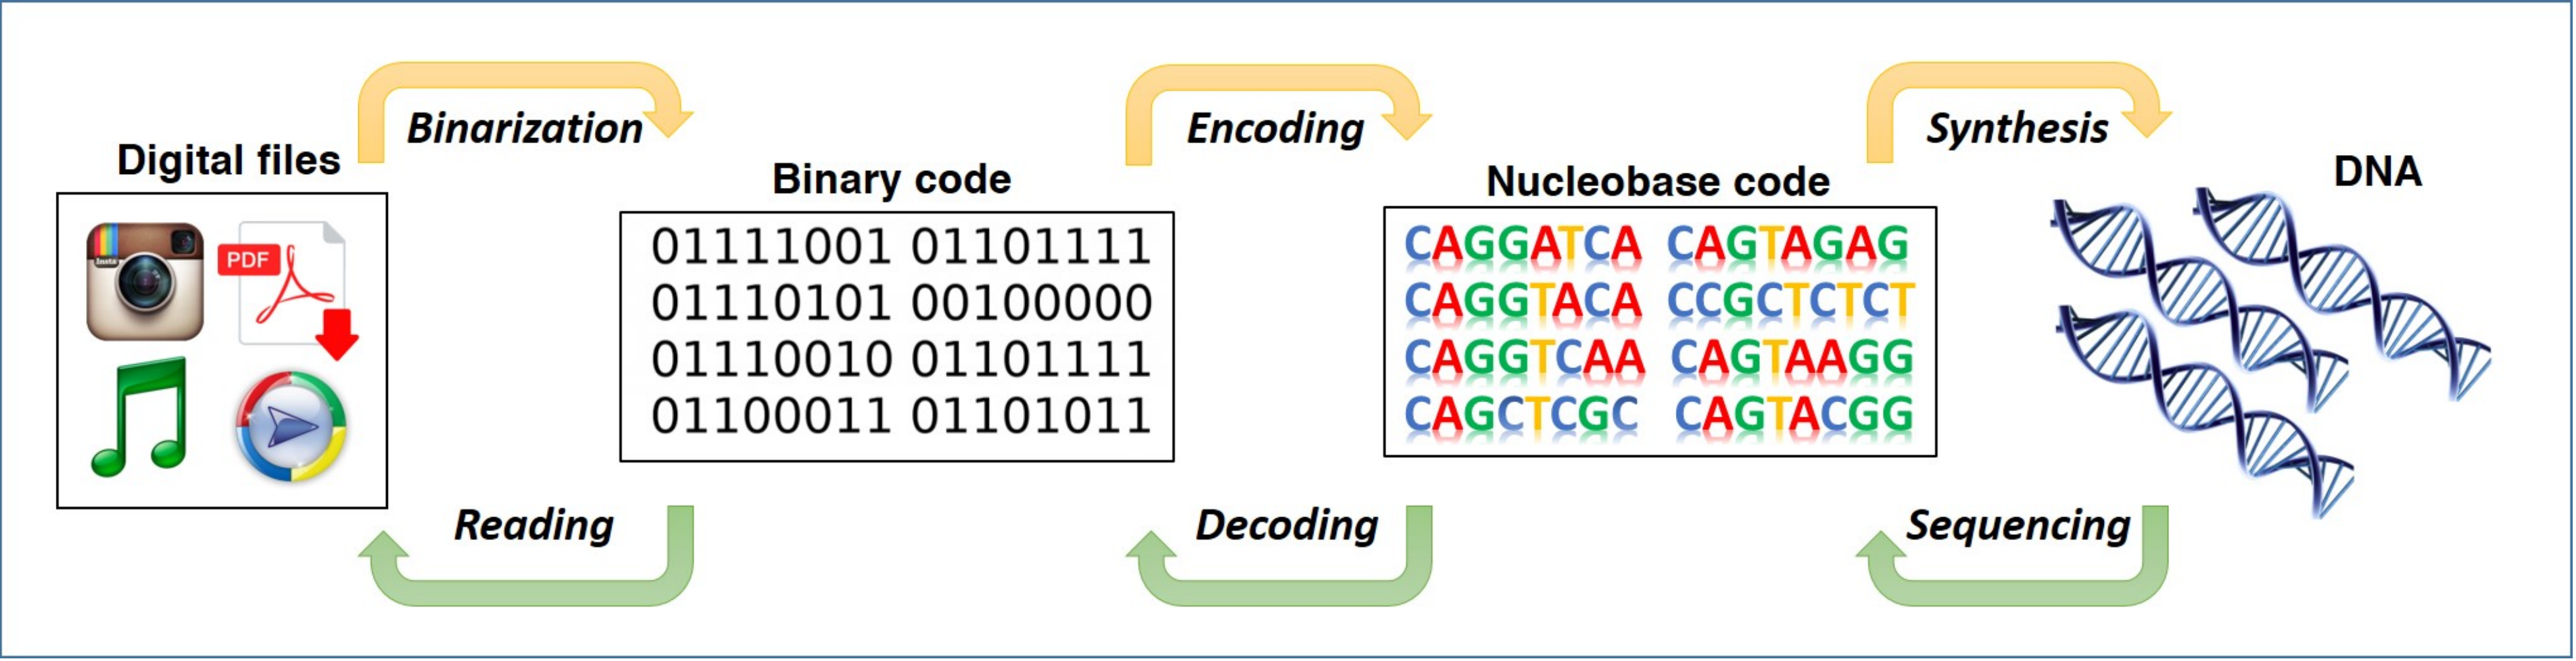 Digital files
Insta
PDF
Binarization
Binary code
01111001 01101111
01110101 00100000
01110010 01101111
01100011 01101011
Encoding
Nucleobase code
CAGGATCA CAGTAGAG
CAGGTACA CCGCTCTCT
CAGGTCAA CAGTAAGG
CAGCTCGC CAGTACGG
Synthesis
DNA
Reading
Decoding
Sequencing